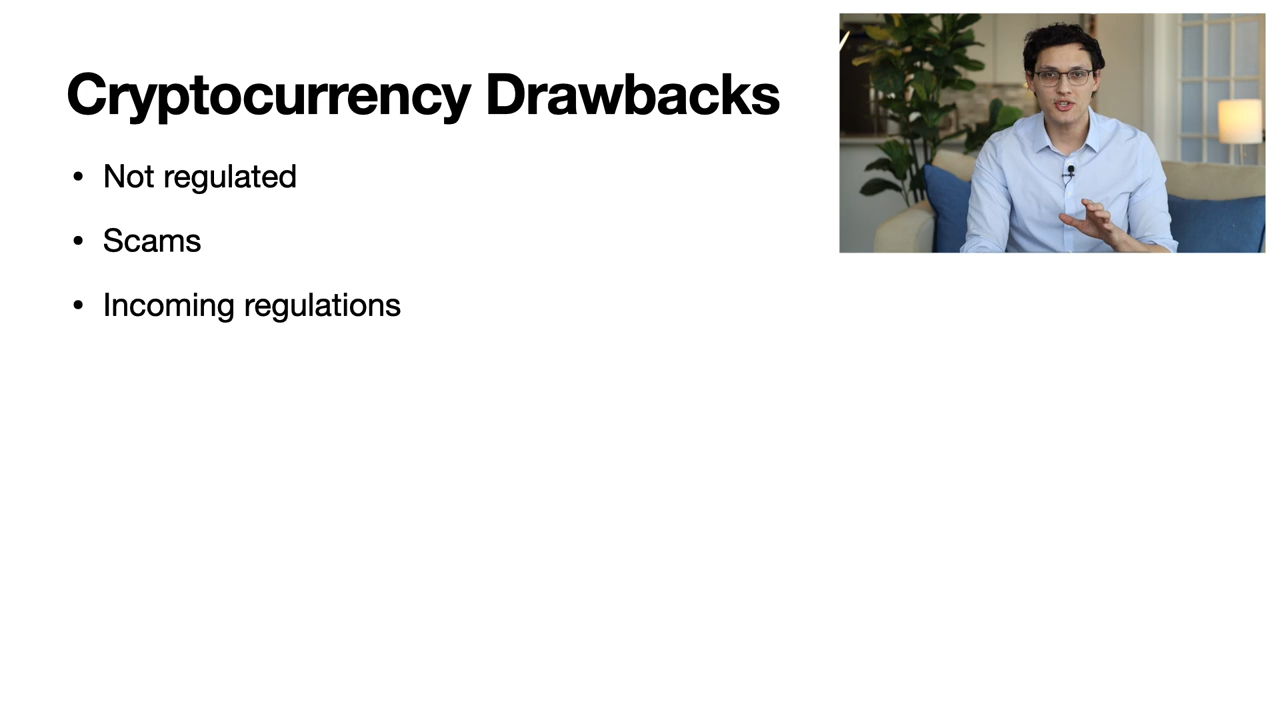 Cryptocurrency Drawbacks
• Not regulated
• Scams
• Incoming regulations